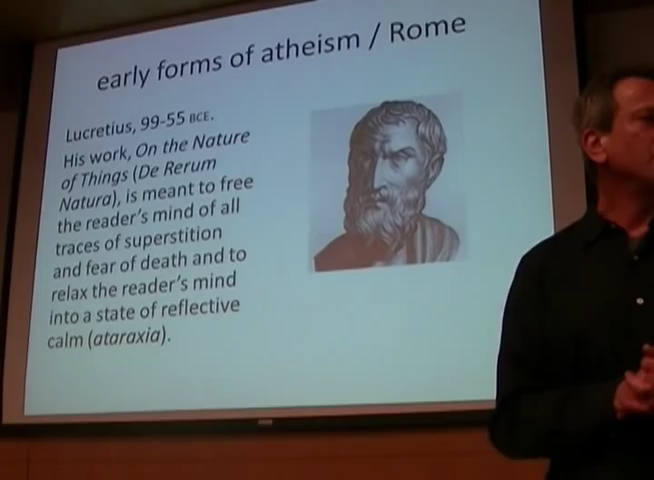 early forms of atheism / Rome
Lucretius, 99-55 BCE.
His work, On the Nature
of Things (De Rerum
Natura), is meant to free
the reader's mind of all
traces of superstition
and fear of death and to
relax the reader's mind
into a state of reflective
calm (ataraxia).